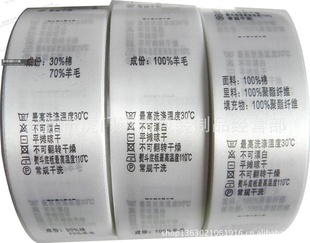 成份：30%棉
70%羊毛
最高洗涤温度30℃
不可漂白
平摊晾干
不可翻转干燥
熨斗底板最高温度110℃
常规干洗
成份：100%羊毛
最高洗涤温度30℃
不可漂白
平摊晾干
不可翻转干燥
熨斗底板最高温度110℃
常规干洗
面料：100%棉
里料：100%聚酯纤维
填充物：100%聚酯纤维
最高洗涤温度30℃
不可漂白
平摊晾干
不可翻转干燥
熨斗底板最高温度110℃
常规干洗
shop1363021061916.1688.com